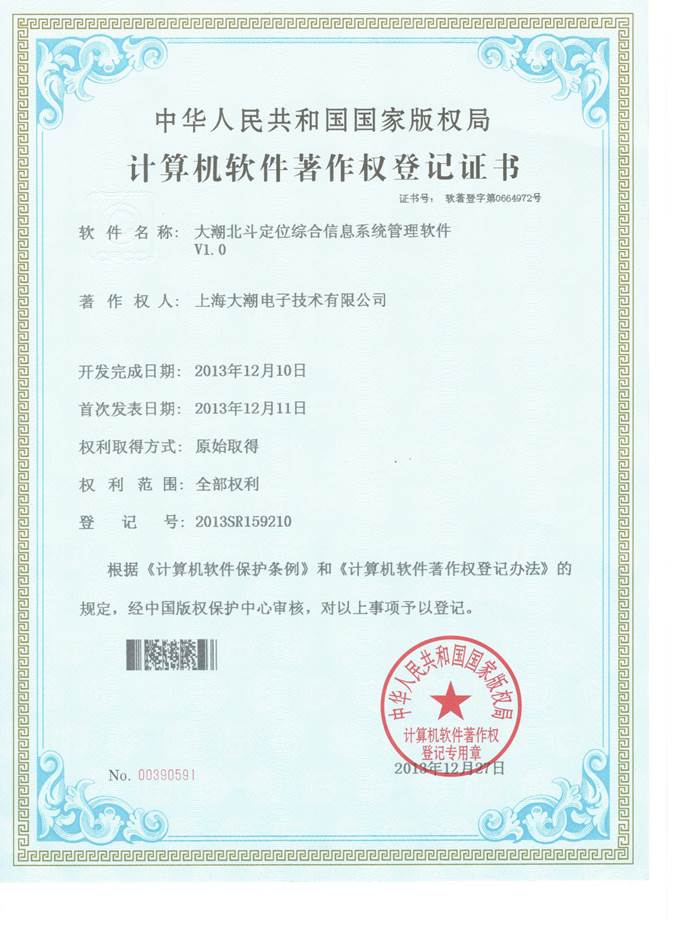 中华人民共和国国家版权局
计算机软件著作权登记证书
证书号： 软著登字第0664972号
软件名称： 大潮北斗定位综合信息系统管理软件
V1.0
著作权人： 上海大潮电子技术有限公司
开发完成日期： 2013年12月10日
首次发表日期： 2013年12月11日
权利取得方式： 原始取得
权利范围： 全部权利
登记号： 2013SR159210
根据《计算机软件保护条例》和《计算机软件著作权登记办法》的
规定，经中国版权保护中心审核，对以上事项予以登记。
中华人民共和国国家版权局
计算机软件著作权
登记专用章
No. 00390591
2013年12月27日